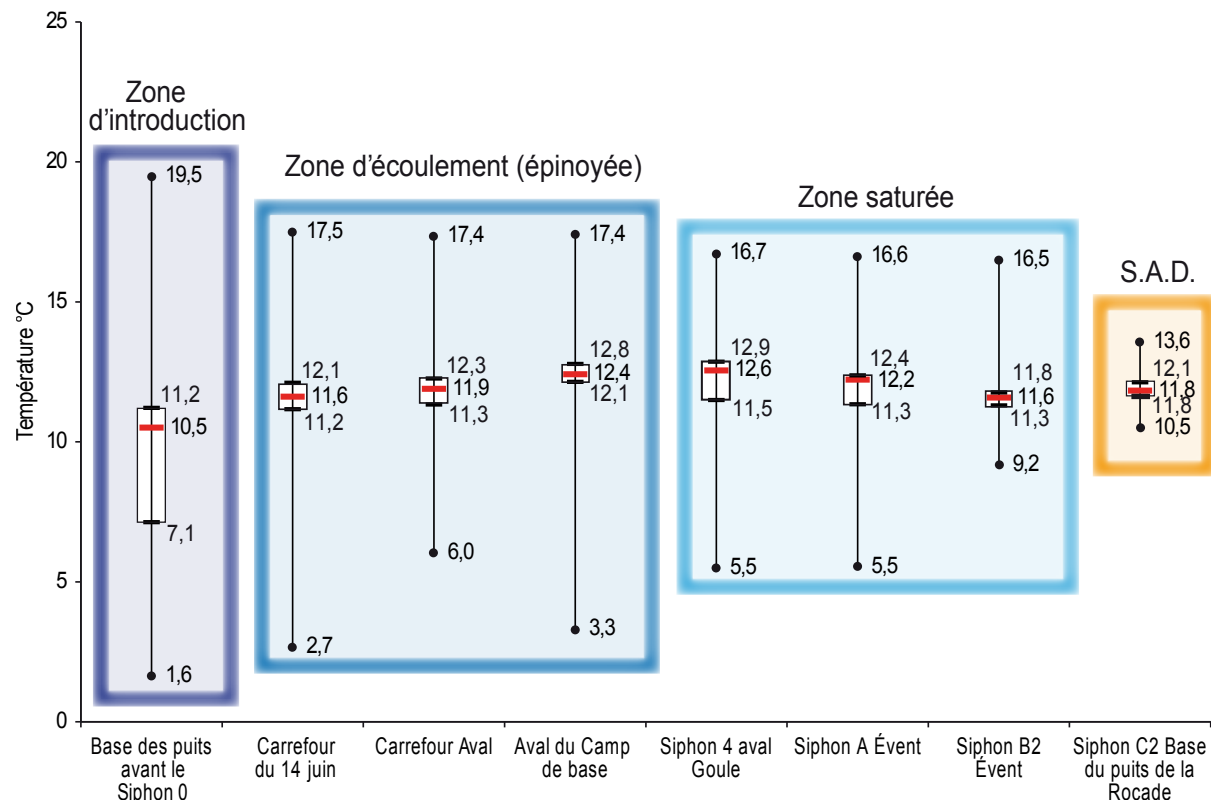 25
20
15
10
5
0
Température °C
Zone
d'introduction
19,5
11,2
10,5
7,1
1,6
Zone d'écoulement (épinoyée)
17,5
12,1
11,6
11,2
2,7
17,4
12,3
11,9
11,3
6,0
17,4
12,8
12,4
12,1
3,3
Zone saturée
16,7
12,9
12,6
11,5
5,5
16,6
12,4
12,2
11,3
5,5
16,5
11,8
11,6
11,3
9,2
S.A.D.
13,6
12,1
11,8
11,8
10,5
Base des puits
avant le
Siphon 0
Carrefour
du 14 juin
Carrefour Aval
Aval du Camp
de base
Siphon 4 aval
Goule
Siphon A Évent
Siphon B2
Évent
Siphon C2 Base
du puits de la
Rocade